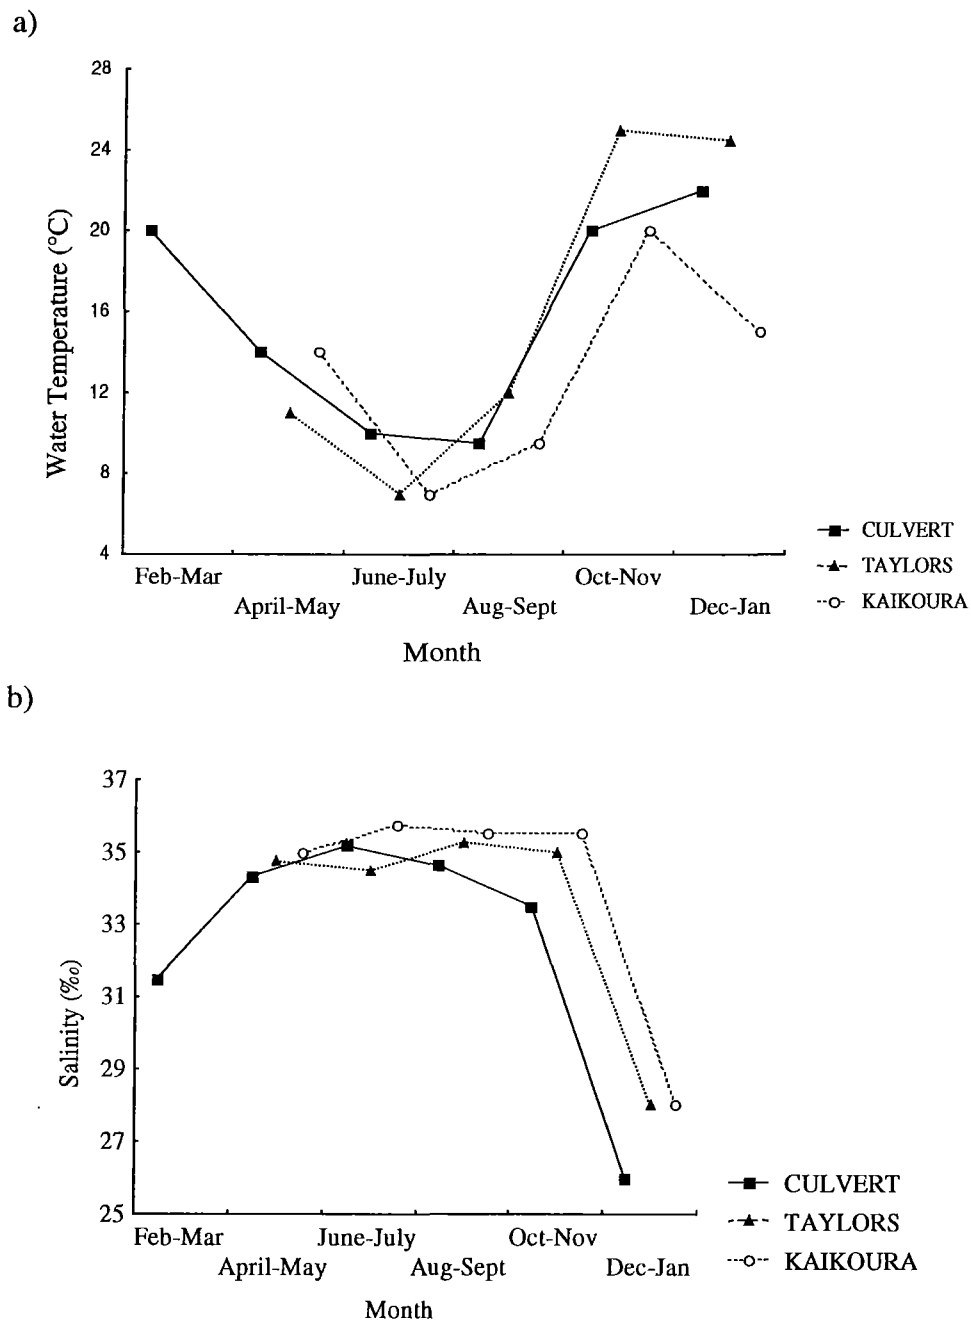 a)
28
24
20
16
12
8
4
Water Temperature (°C)
Feb-Mar
June-July
Oct-Nov
April-May
Aug-Sept
Dec-Jan
Month
CULVERT
TAYLORS
KAIKOURA
b)
37
35
33
31
29
27
25
Salinity (‰)
Feb-Mar
June-July
Oct-Nov
April-May
Aug-Sept
Dec-Jan
Month
CULVERT
TAYLORS
KAIKOURA